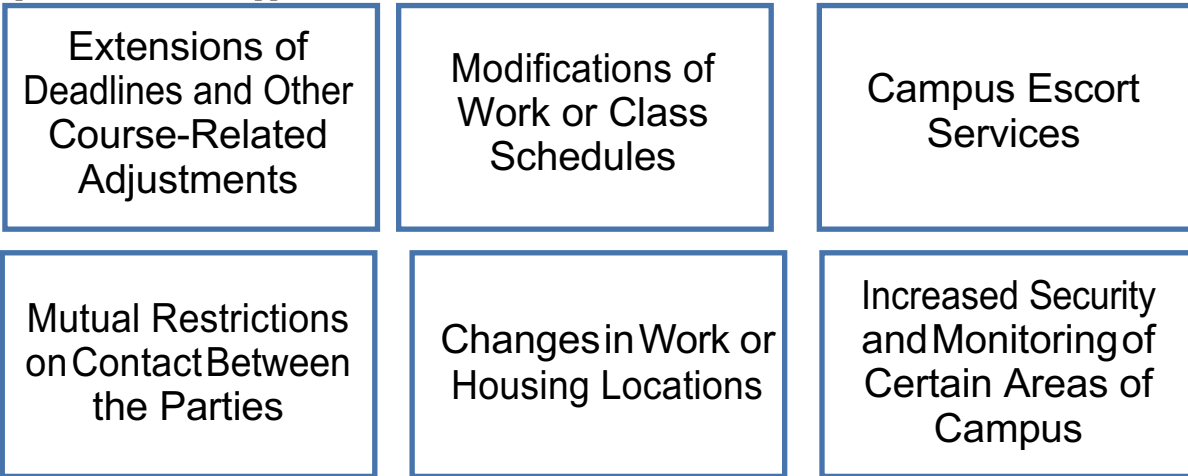 Extensions of
Deadlines and Other
Course-Related
Adjustments
Modifications of
Work or Class
Schedules
Campus Escort
Services
Mutual Restrictions
on Contact Between
the Parties
Changes in Work or
Housing Locations
Increased Security
and Monitoring of
Certain Areas of
Campus